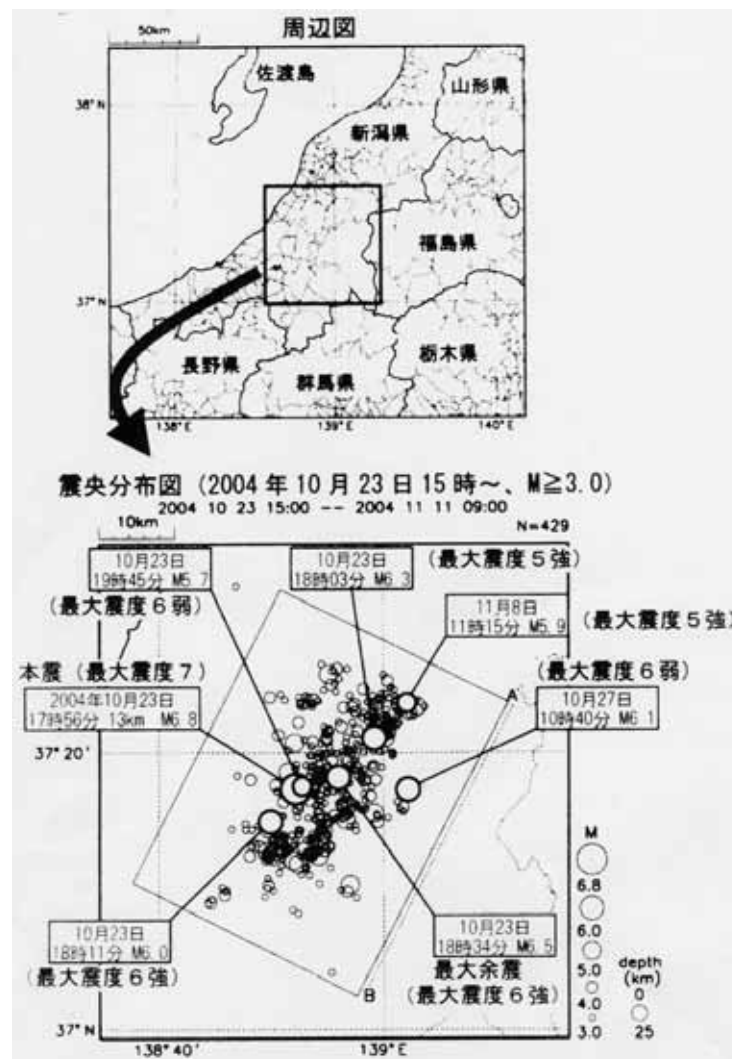 周辺図
50km
佐渡島
山形県
38°N
新潟県
福島県
37°N
長野県
群馬県
栃木県
138°E
139°E
140°E
震央分布図 (2004年10月23日15時～、M≧3.0)
2004 10 23 15:00 -- 2004 11 11 09:00
10km
N=429
10月23日
19時45分 M5.7
(最大震度6弱)
10月23日
18時03分 M6.3
(最大震度5強)
11月8日
11時15分 M5.9
(最大震度5強)
本震 (最大震度7)
2004年10月23日
17時56分 13km M6.8
(最大震度6弱)
10月27日
10時40分 M6.1
A
37°20'
10月23日
18時11分 M6.0
(最大震度6強)
10月23日
18時34分 M6.5
最大余震
(最大震度6強)
B
M
6.8
6.0
5.0
4.0
3.0
depth
(km)
0
25
37°N
138°40'
139°E